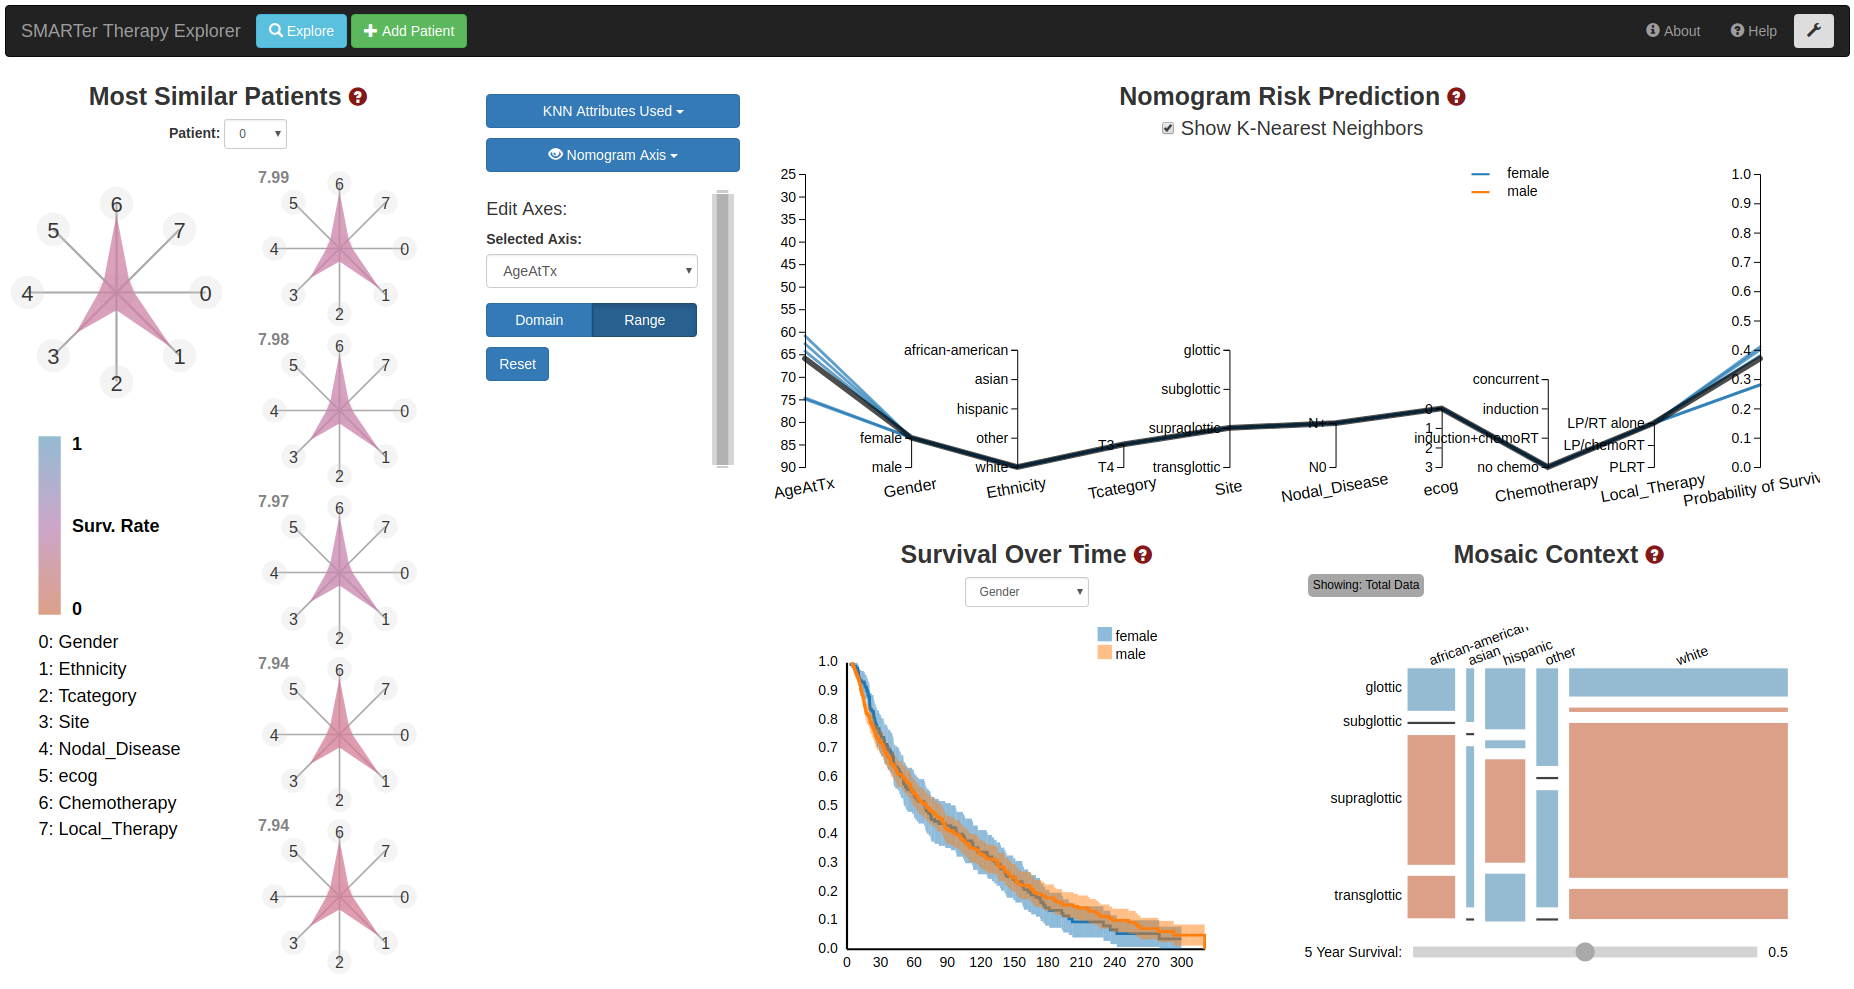 SMARTer Therapy Explorer
Explore
Add Patient
About
Help
Most Similar Patients
Patient: 0
6
5
7
4
0
3
1
2
1
Surv. Rate
0
0: Gender
1: Ethnicity
2: Tcategory
3: Site
4: Nodal_Disease
5: ecog
6: Chemotherapy
7: Local_Therapy
7.99
6
5
7
4
0
3
1
2
7.98
6
5
7
4
0
3
1
2
7.97
6
5
7
4
0
3
1
2
7.94
6
5
7
4
0
3
1
2
7.94
6
5
7
4
0
3
1
2
KNN Attributes Used
Nomogram Axis
Edit Axes:
Selected Axis:
AgeAtTx
Domain
Range
Reset
Nomogram Risk Prediction
Show K-Nearest Neighbors
female
male
25
30
35
40
45
50
55
60
65
70
75
80
85
90
AgeAtTx
female
male
Gender
african-american
asian
hispanic
other
white
Ethnicity
T3
T4
Tcategory
glottic
subglottic
supraglottic
transglottic
Site
N+
N0
Nodal_Disease
0
1
2
3
ecog
concurrent
induction
induction+chemoRT
no chemo
Chemotherapy
LP/RT alone
LP/chemoRT
PLRT
Local_Therapy
1.0
0.9
0.8
0.7
0.6
0.5
0.4
0.3
0.2
0.1
0.0
Probability of Surviv
Survival Over Time
Gender
female
male
1.0
0.9
0.8
0.7
0.6
0.5
0.4
0.3
0.2
0.1
0.0
0 30 60 90 120 150 180 210 240 270 300
Mosaic Context
Showing: Total Data
african-american
asian
hispanic
other
white
glottic
subglottic
supraglottic
transglottic
5 Year Survival:
0.5